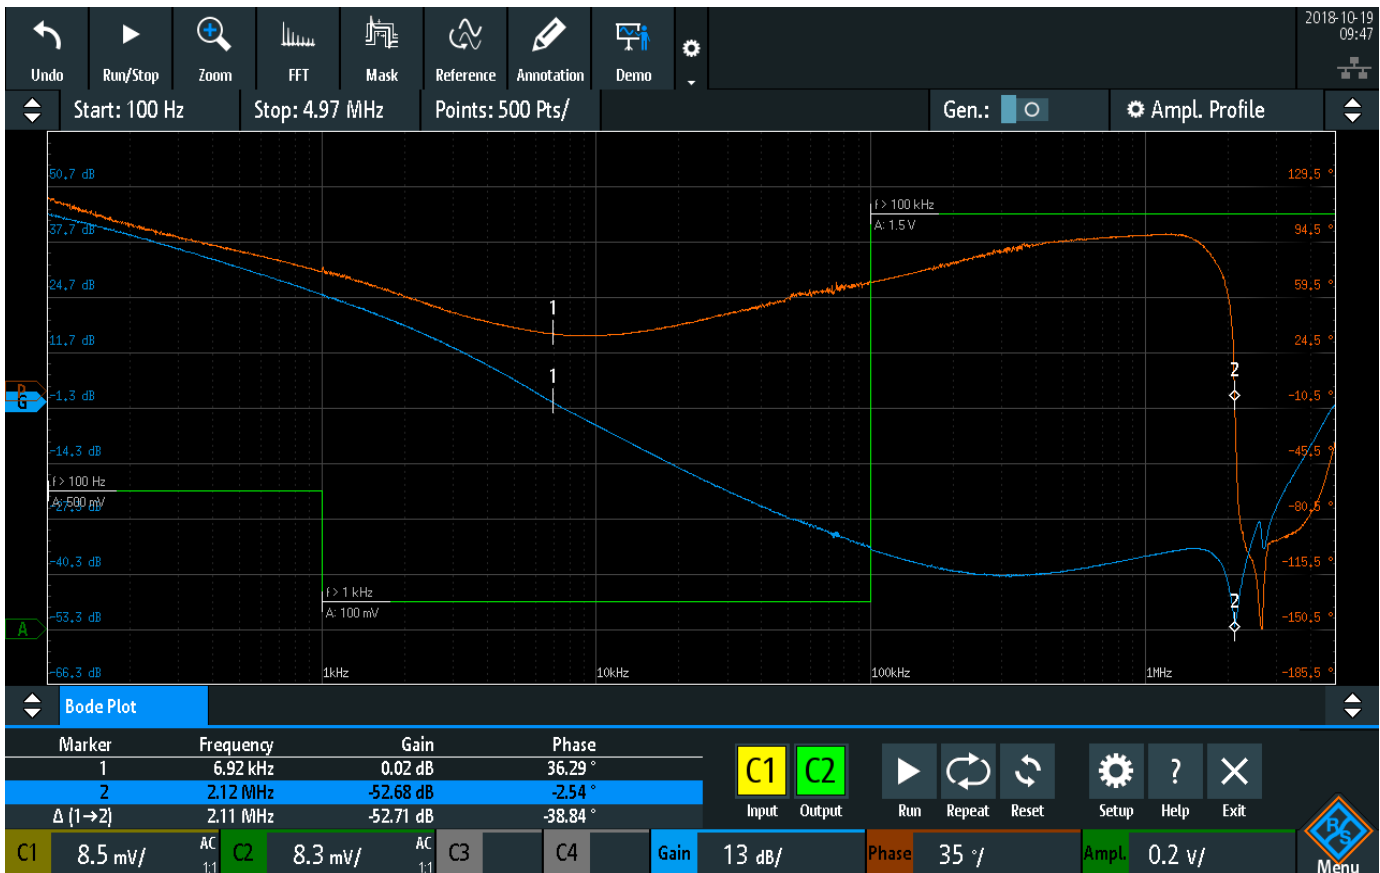 2018-10-19
09:47
Undo Run/Stop Zoom FFT Mask Reference Annotation Demo
Start: 100 Hz Stop: 4.97 MHz Points: 500 Pts/ Gen.: Ampl. Profile
50.7 dB 129.5 °
f> 100 kHz
A: 1.5 V
37.7 dB 94.5 °
24.7 dB 59.5 °
1
11.7 dB 24.5 °
1 2
G -1.3 dB -10.5 °
-14.3 dB -45.5 °
f> 100 Hz
A: 500 mV
-27.3 dB -80.5 °
-40.3 dB -115.5 °
f> 1 kHz
A: 100 mV
2
A -53.3 dB -150.5 °
-66.3 dB 1kHz 10kHz 100kHz 1MHz -185.5 °
Bode Plot
Marker Frequency Gain Phase
1 6.92 kHz 0.02 dB 36.29 °
2 2.12 MHz -52.68 dB -2.54 °
Δ (1→2) 2.11 MHz -52.71 dB -38.84 °
C1 C2 ?
Input Output Run Repeat Reset Setup Help Exit
C1 8.5 mV/ AC 1:1 C2 8.3 mV/ AC 1:1 C3 C4 Gain 13 dB/ Phase 35 °/ Ampl. 0.2 V/
R&S
Menu